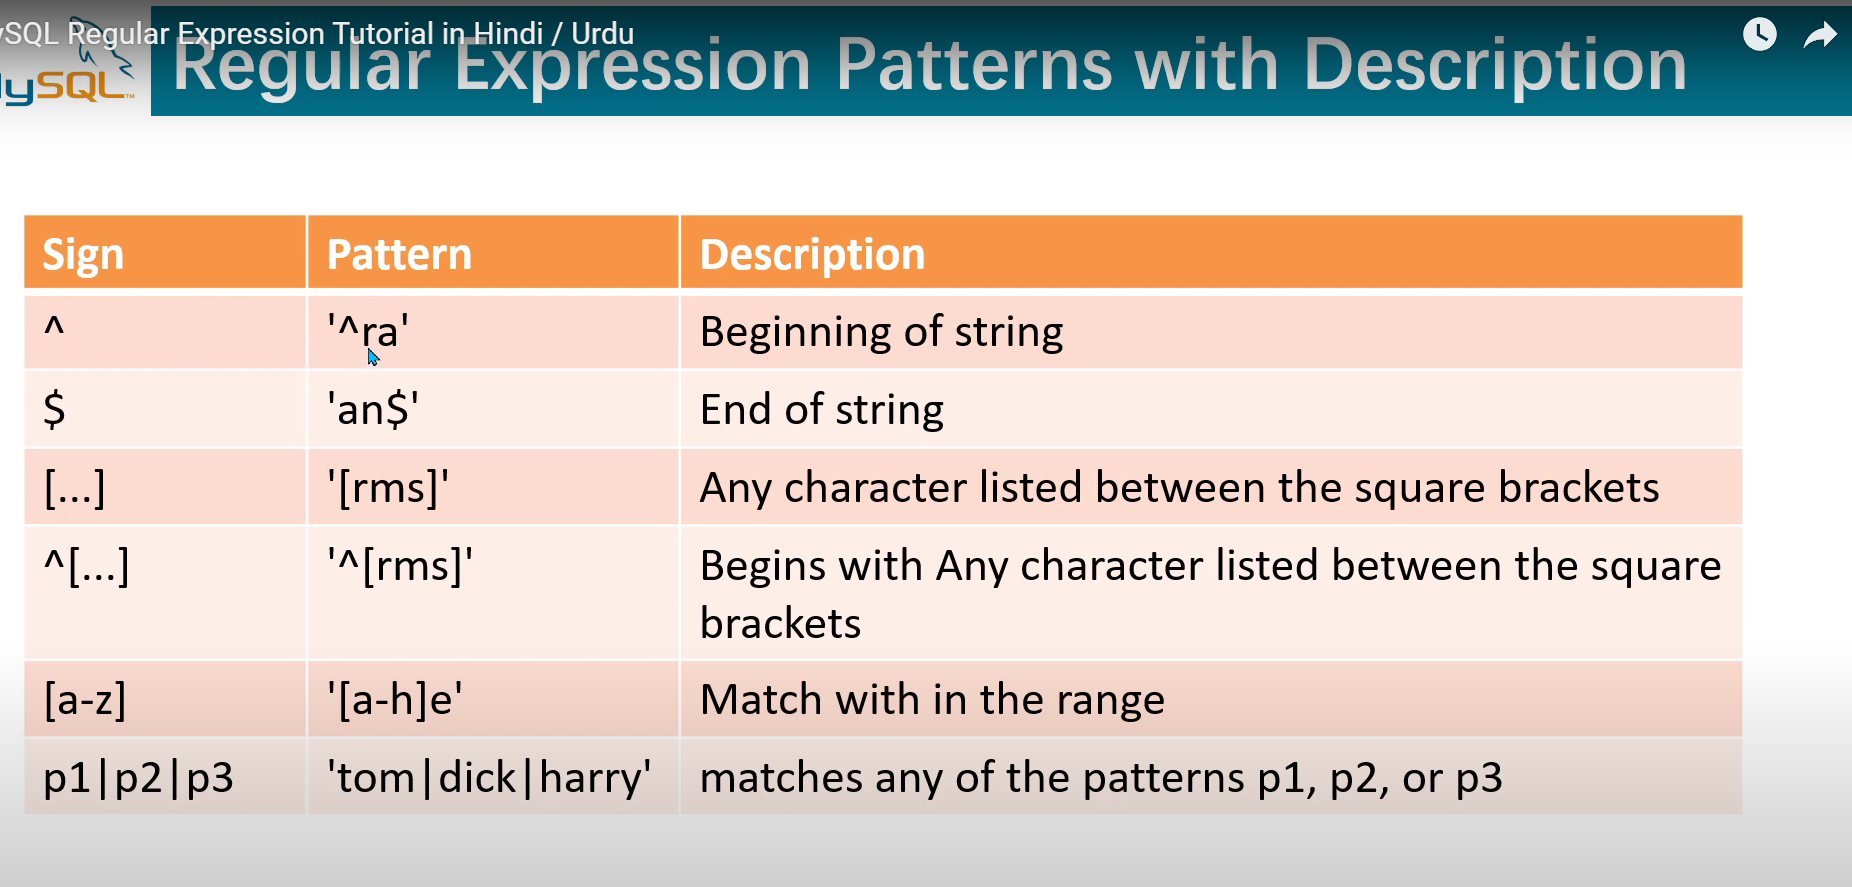 ySQL Regular Expression Tutorial in Hindi / Urdu
Regular Expression Patterns with Description
ySQL™
Sign Pattern Description
^ '^ra' Beginning of string
$ 'an$' End of string
[...] '[rms]' Any character listed between the square brackets
^[...] '^[rms]' Begins with Any character listed between the square
brackets
[a-z] '[a-h]e' Match with in the range
p1|p2|p3 'tom|dick|harry' matches any of the patterns p1, p2, or p3